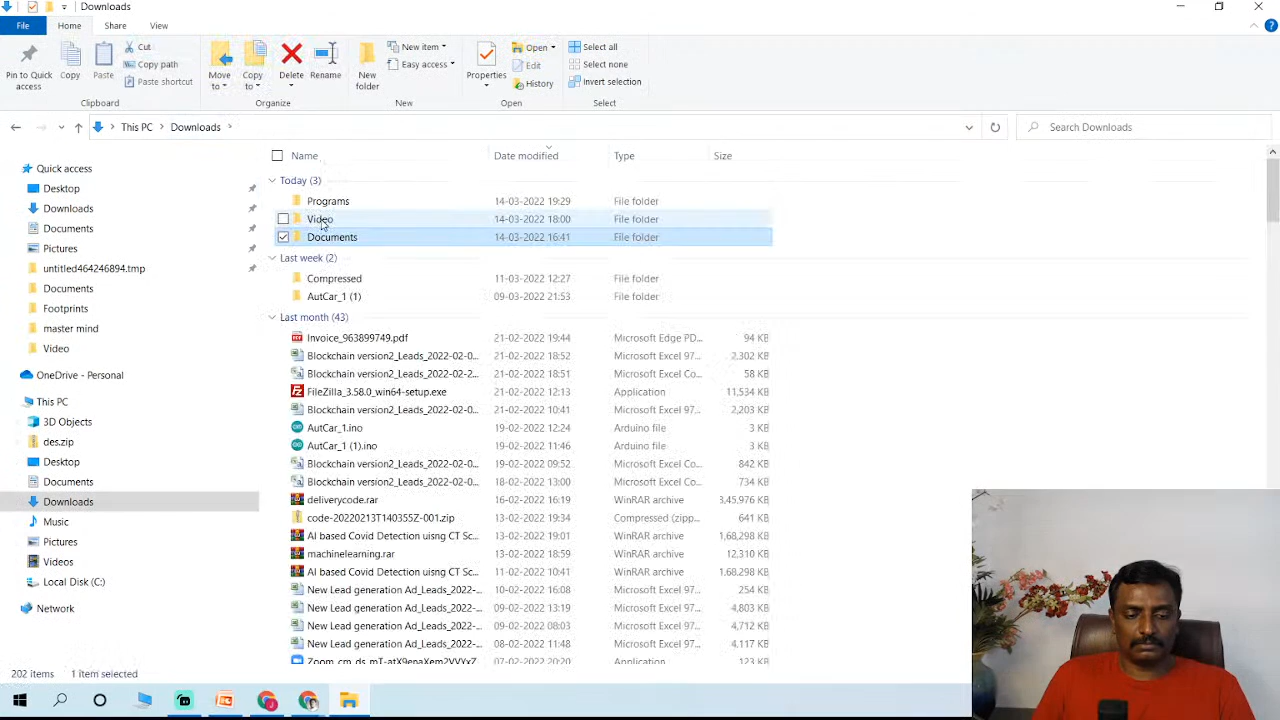 Downloads
File Home Share View
Pin to Quick access
Copy
Paste
Cut
Copy path
Paste shortcut
Clipboard
Move to
Copy to
Delete
Rename
Organize
New folder
New item
Easy access
New
Properties
Open
Edit
History
Open
Select all
Select none
Invert selection
Select
This PC > Downloads >
Search Downloads
Quick access
Desktop
Downloads
Documents
Pictures
untitled464246894.tmp
Documents
Footprints
master mind
Video
OneDrive - Personal
This PC
3D Objects
des.zip
Desktop
Documents
Downloads
Music
Pictures
Videos
Local Disk (C:)
Network
Name Date modified Type Size
Today (3)
Programs 14-03-2022 19:29 File folder
Video 14-03-2022 18:00 File folder
Documents 14-03-2022 16:41 File folder
Last week (2)
Compressed 11-03-2022 12:27 File folder
AutCar_1 (1) 09-03-2022 21:53 File folder
Last month (43)
Invoice_963899749.pdf 21-02-2022 19:44 Microsoft Edge PD... 94 KB
Blockchain version2_Leads_2022-02-0... 21-02-2022 18:52 Microsoft Excel 97... 2,302 KB
Blockchain version2_Leads_2022-02-2... 21-02-2022 18:51 Microsoft Excel Co... 58 KB
FileZilla_3.58.0_win64-setup.exe 21-02-2022 12:13 Application 11,534 KB
Blockchain version2_Leads_2022-02-0... 21-02-2022 10:41 Microsoft Excel 97... 2,203 KB
AutCar_1.ino 19-02-2022 12:24 Arduino file 3 KB
AutCar_1 (1).ino 19-02-2022 11:46 Arduino file 3 KB
Blockchain version2_Leads_2022-02-0... 19-02-2022 09:52 Microsoft Excel Co... 842 KB
Blockchain version2_Leads_2022-02-0... 18-02-2022 13:00 Microsoft Excel Co... 734 KB
deliverycode.rar 16-02-2022 16:19 WinRAR archive 3,45,976 KB
code-20220213T140355Z-001.zip 13-02-2022 19:34 Compressed (zipp... 641 KB
AI based Covid Detection uisng CT Sc... 13-02-2022 19:01 WinRAR archive 1,68,298 KB
machinelearning.rar 13-02-2022 18:59 WinRAR archive 12,310 KB
AI based Covid Detection uisng CT Sc... 11-02-2022 10:41 WinRAR archive 1,68,298 KB
New Lead generation Ad_Leads_2022-... 10-02-2022 16:08 Microsoft Excel 97... 254 KB
New Lead generation Ad_Leads_2022-... 09-02-2022 13:19 Microsoft Excel 97... 4,803 KB
New Lead generation Ad_Leads_2022-... 09-02-2022 08:03 Microsoft Excel 97... 4,712 KB
New Lead generation Ad_Leads_2022-... 08-02-2022 11:48 Microsoft Excel 97... 4,117 KB
07-02-2022 20:20 Application 123 KB
202 items 1 item selected